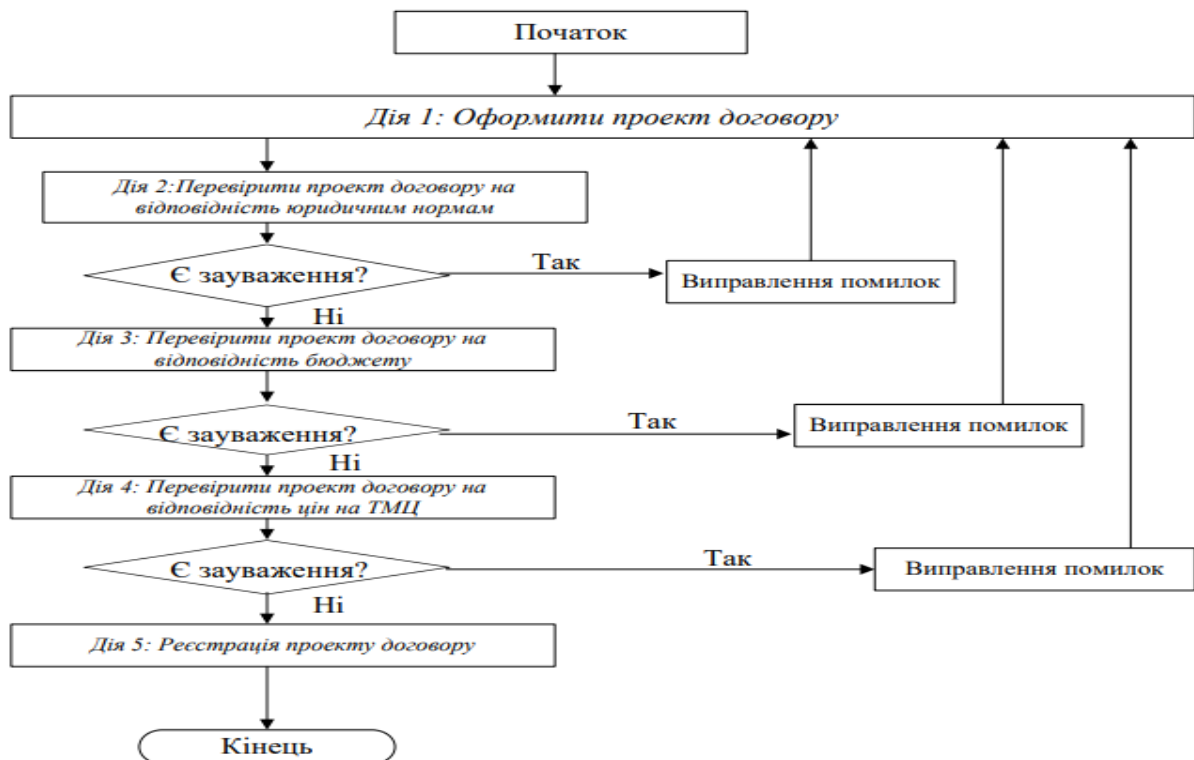 Початок
Дія 1: Оформити проект договору
Дія 2:Перевірити проект договору на
відповідність юридичним нормам
Є зауваження?
Так
Виправлення помилок
Ні
Дія 3: Перевірити проект договору на
відповідність бюджету
Є зауваження?
Так
Виправлення помилок
Ні
Дія 4: Перевірити проект договору на
відповідність цін на ТМЦ
Є зауваження?
Так
Виправлення помилок
Ні
Дія 5: Реєстрація проекту договору
Кінець